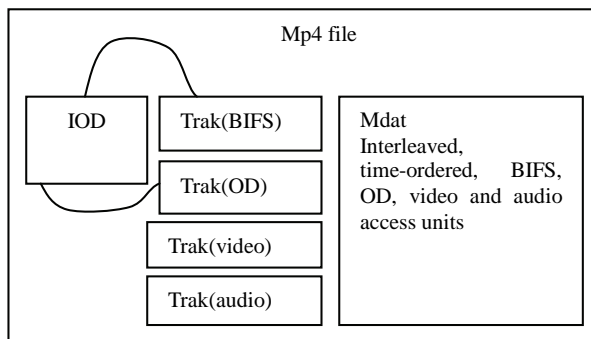 Mp4 file
IOD
Trak(BIFS)
Trak(OD)
Trak(video)
Trak(audio)
Mdat
Interleaved,
time-ordered, BIFS,
OD, video and audio
access units